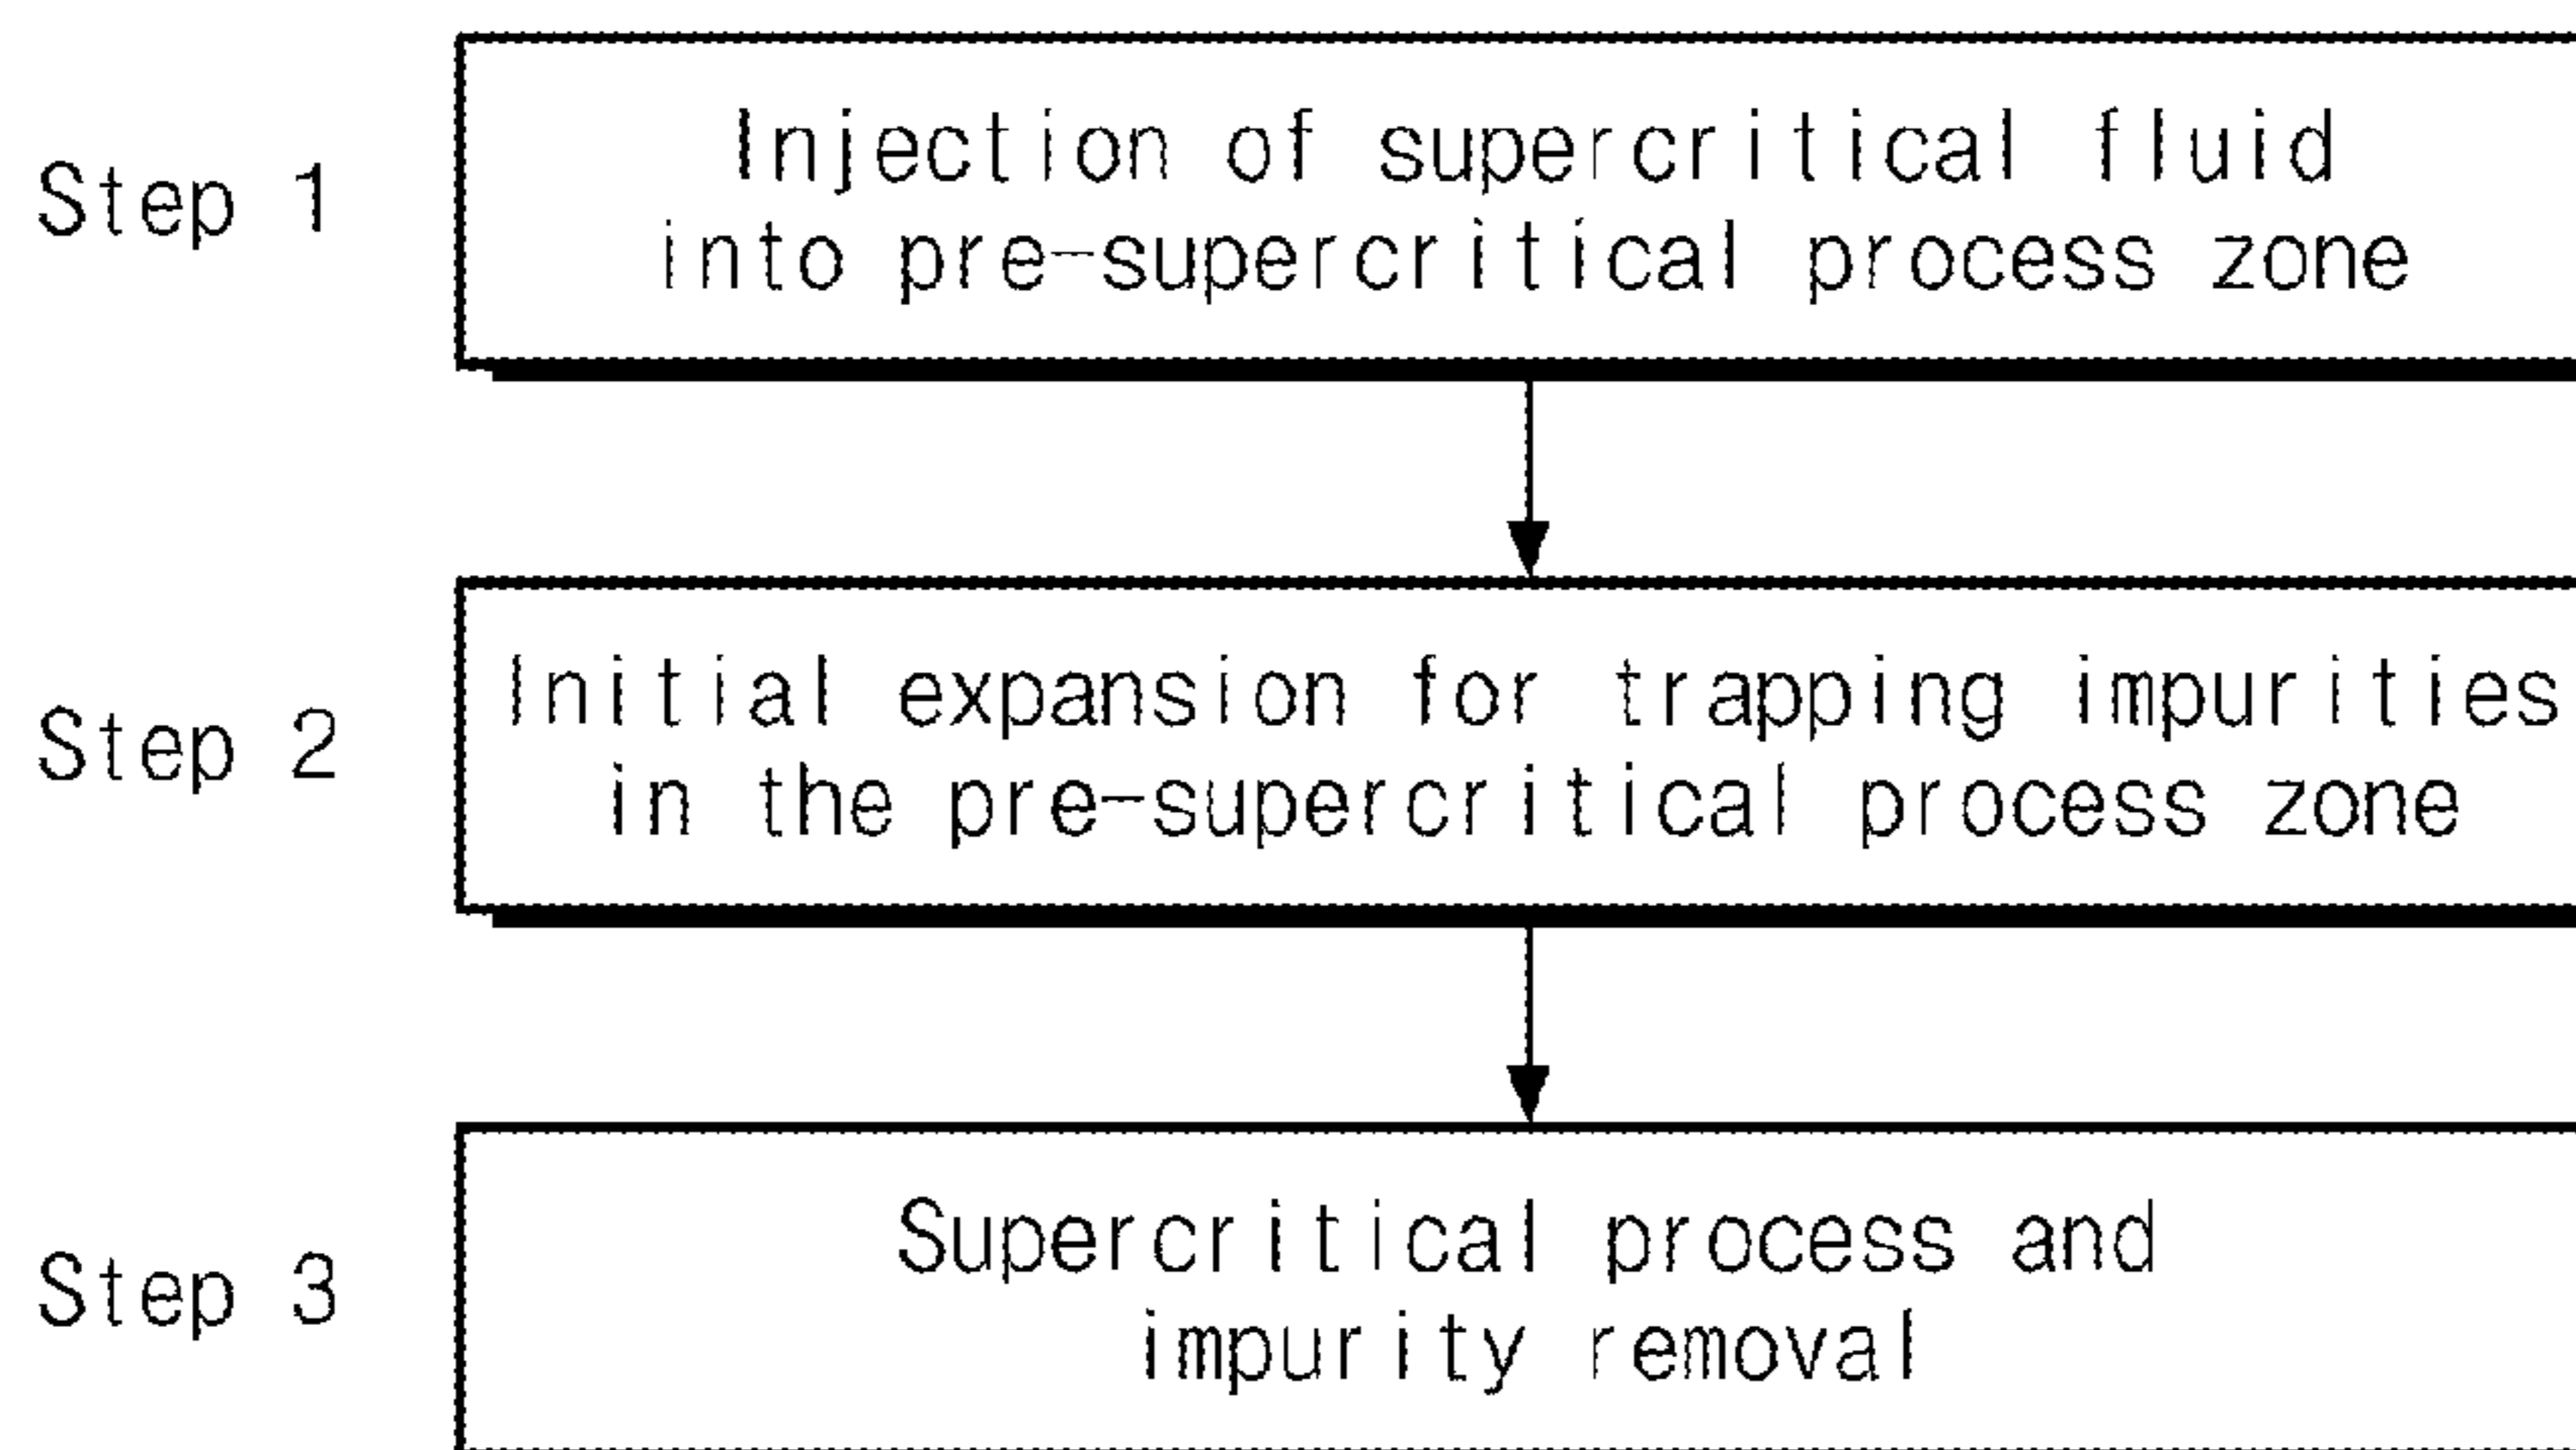 Step 1
Injection of supercritical fluid
into pre-supercritical process zone
Step 2
Initial expansion for trapping impurities
in the pre-supercritical process zone
Step 3
Supercritical process and
impurity removal